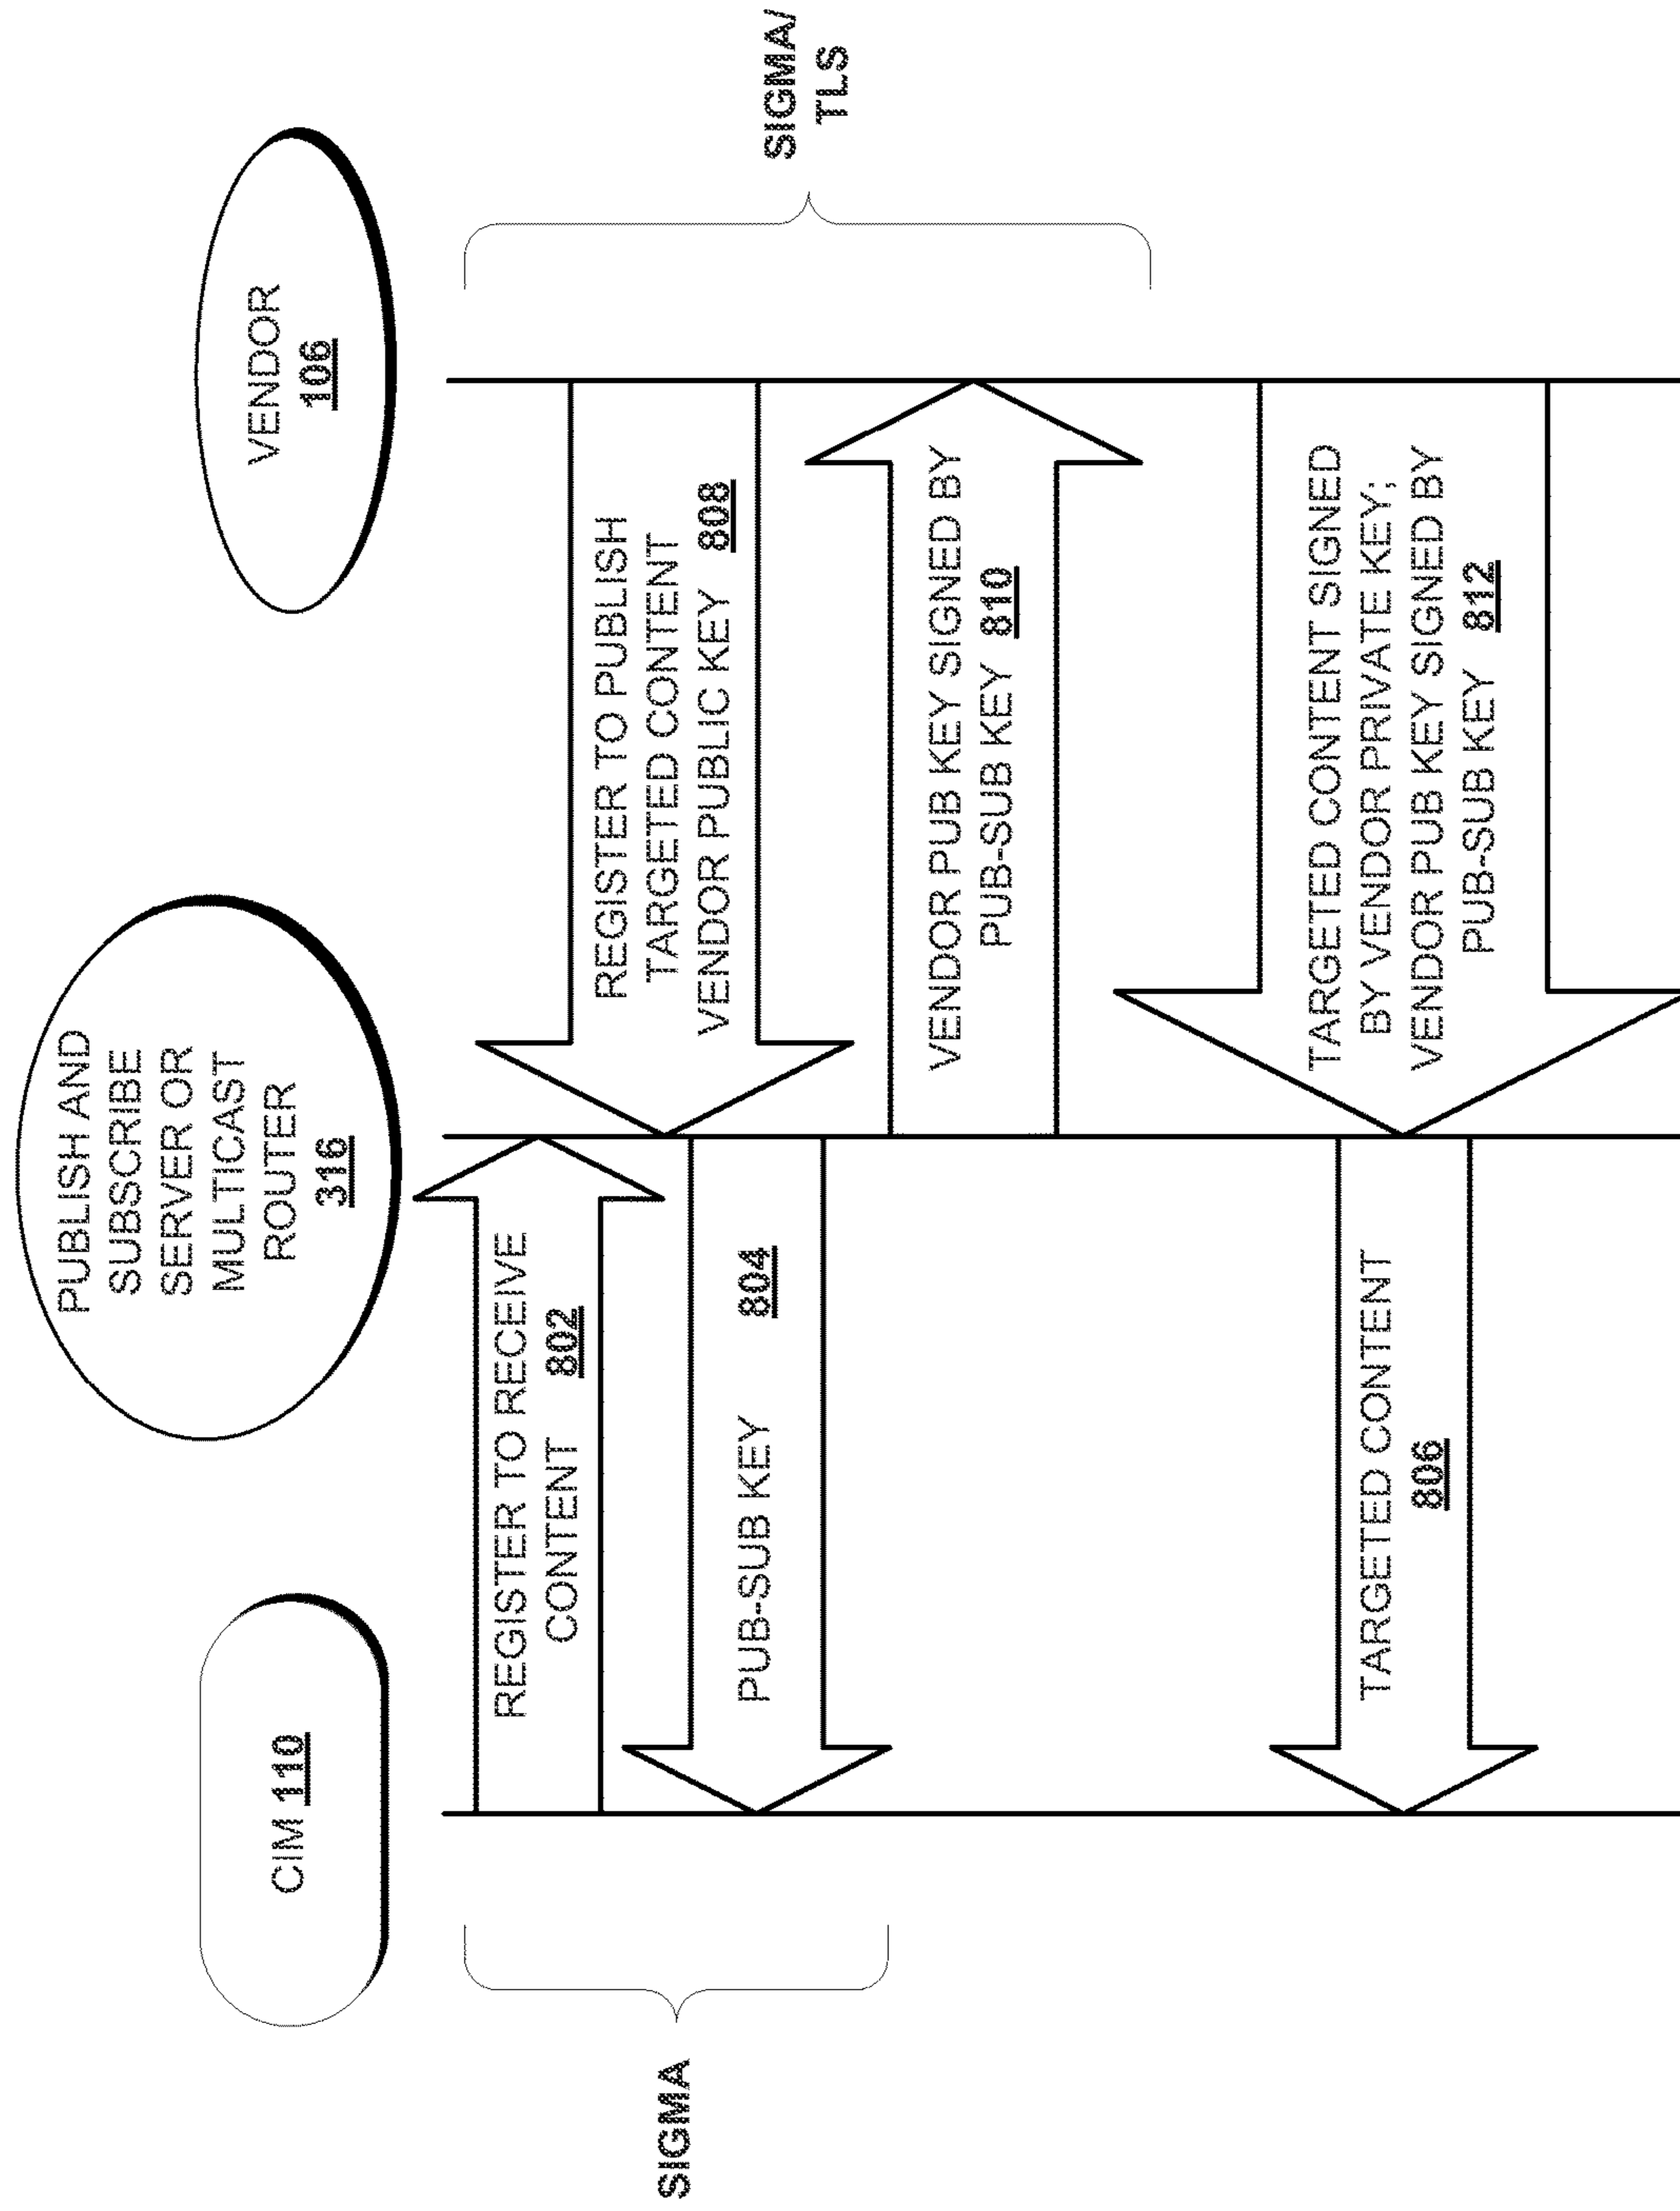 CIM 110
PUBLISH AND
SUBSCRIBE
SERVER OR
MULTICAST
ROUTER
316
VENDOR
106
SIGMA
REGISTER TO RECEIVE
CONTENT 802
PUB-SUB KEY 804
REGISTER TO PUBLISH
TARGETED CONTENT
VENDOR PUBLIC KEY 808
VENDOR PUB KEY SIGNED BY
PUB-SUB KEY 810
SIGMA/
TLS
TARGETED CONTENT
806
TARGETED CONTENT SIGNED
BY VENDOR PRIVATE KEY;
VENDOR PUB KEY SIGNED BY
PUB-SUB KEY 812